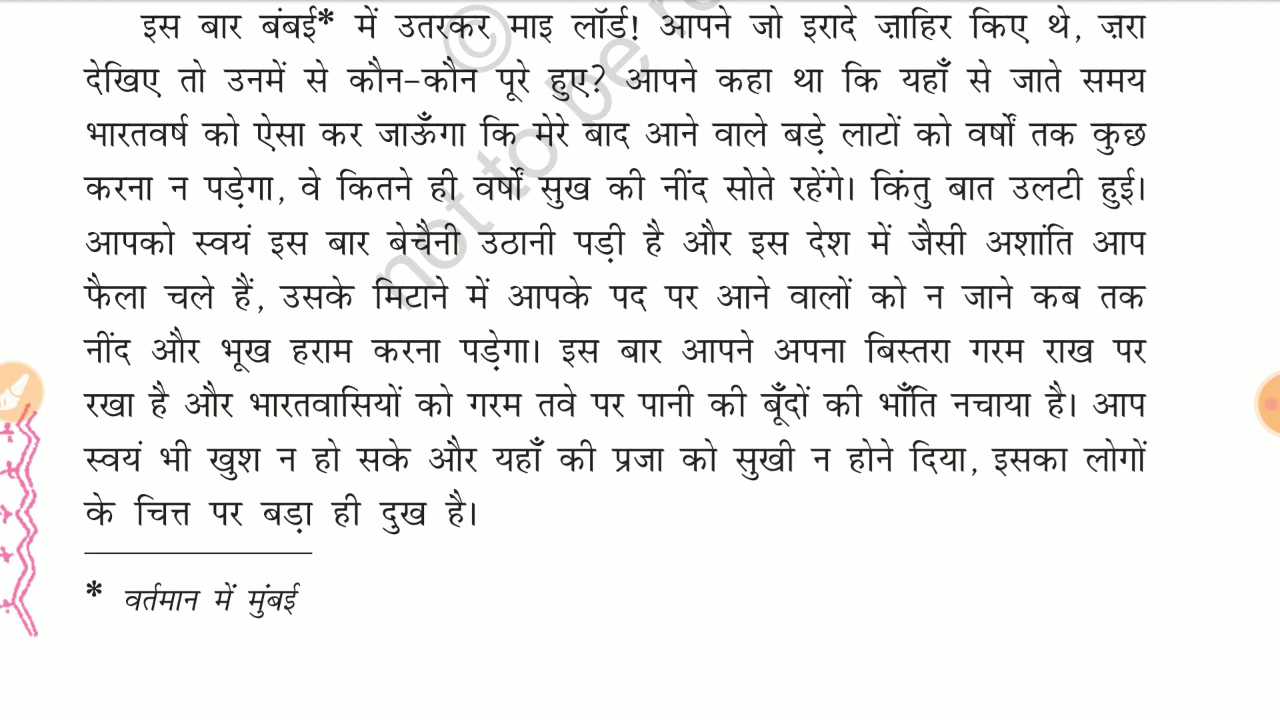 इस बार बंबई* में उतरकर माइ लॉर्ड! आपने जो इरादे ज़ाहिर किए थे, ज़रा
देखिए तो उनमें से कौन-कौन पूरे हुए? आपने कहा था कि यहाँ से जाते समय
भारतवर्ष को ऐसा कर जाऊँगा कि मेरे बाद आने वाले बड़े लाटों को वर्षों तक कुछ
करना न पड़ेगा, वे कितने ही वर्षों सुख की नींद सोते रहेंगे। किंतु बात उलटी हुई।
आपको स्वयं इस बार बेचैनी उठानी पड़ी है और इस देश में जैसी अशांति आप
फैला चले हैं, उसके मिटाने में आपके पद पर आने वालों को न जाने कब तक
नींद और भूख हराम करना पड़ेगा। इस बार आपने अपना बिस्तरा गरम राख पर
रखा है और भारतवासियों को गरम तवे पर पानी की बूँदों की भाँति नचाया है। आप
स्वयं भी खुश न हो सके और यहाँ की प्रजा को सुखी न होने दिया, इसका लोगों
के चित्त पर बड़ा ही दुख है।
* वर्तमान में मुंबई
© not to be